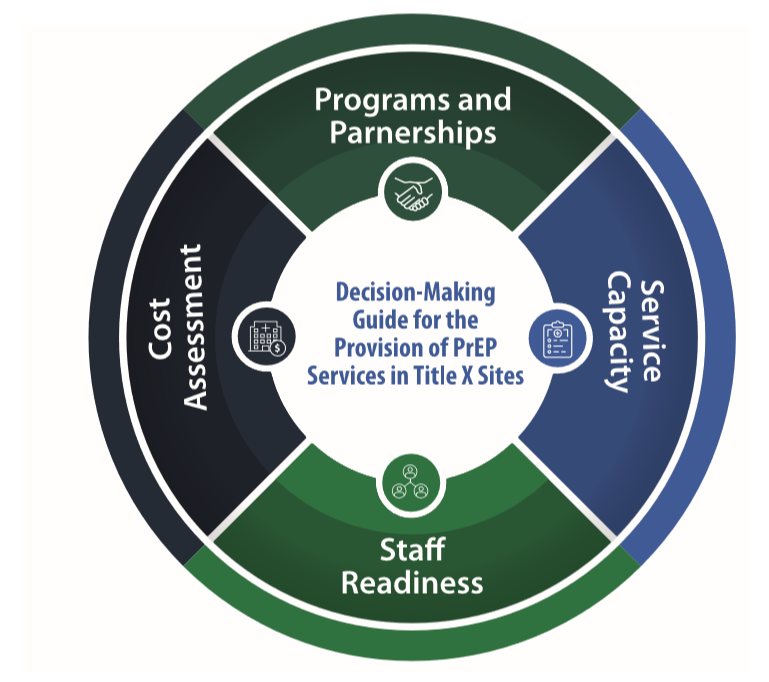 Programs and
Parnerships
Service
Capacity
Staff
Readiness
Cost
Assessment
Decision-Making
Guide for the
Provision of PrEP
Services in Title X Sites